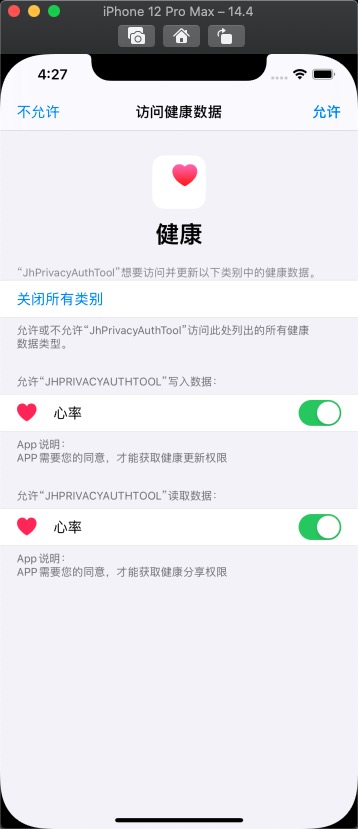 iPhone 12 Pro Max – 14.4
4:27
不允许
访问健康数据
允许
健康
“JhPrivacyAuthTool”想要访问并更新以下类别中的健康数据。
关闭所有类别
允许或不允许“JhPrivacyAuthTool”访问此处列出的所有健康
数据类型。
允许“JHPRIVACYAUTHTOOL”写入数据：
心率
App 说明：
APP 需要您的同意，才能获取健康更新权限
允许“JHPRIVACYAUTHTOOL”读取数据：
心率
App 说明：
APP 需要您的同意，才能获取健康分享权限